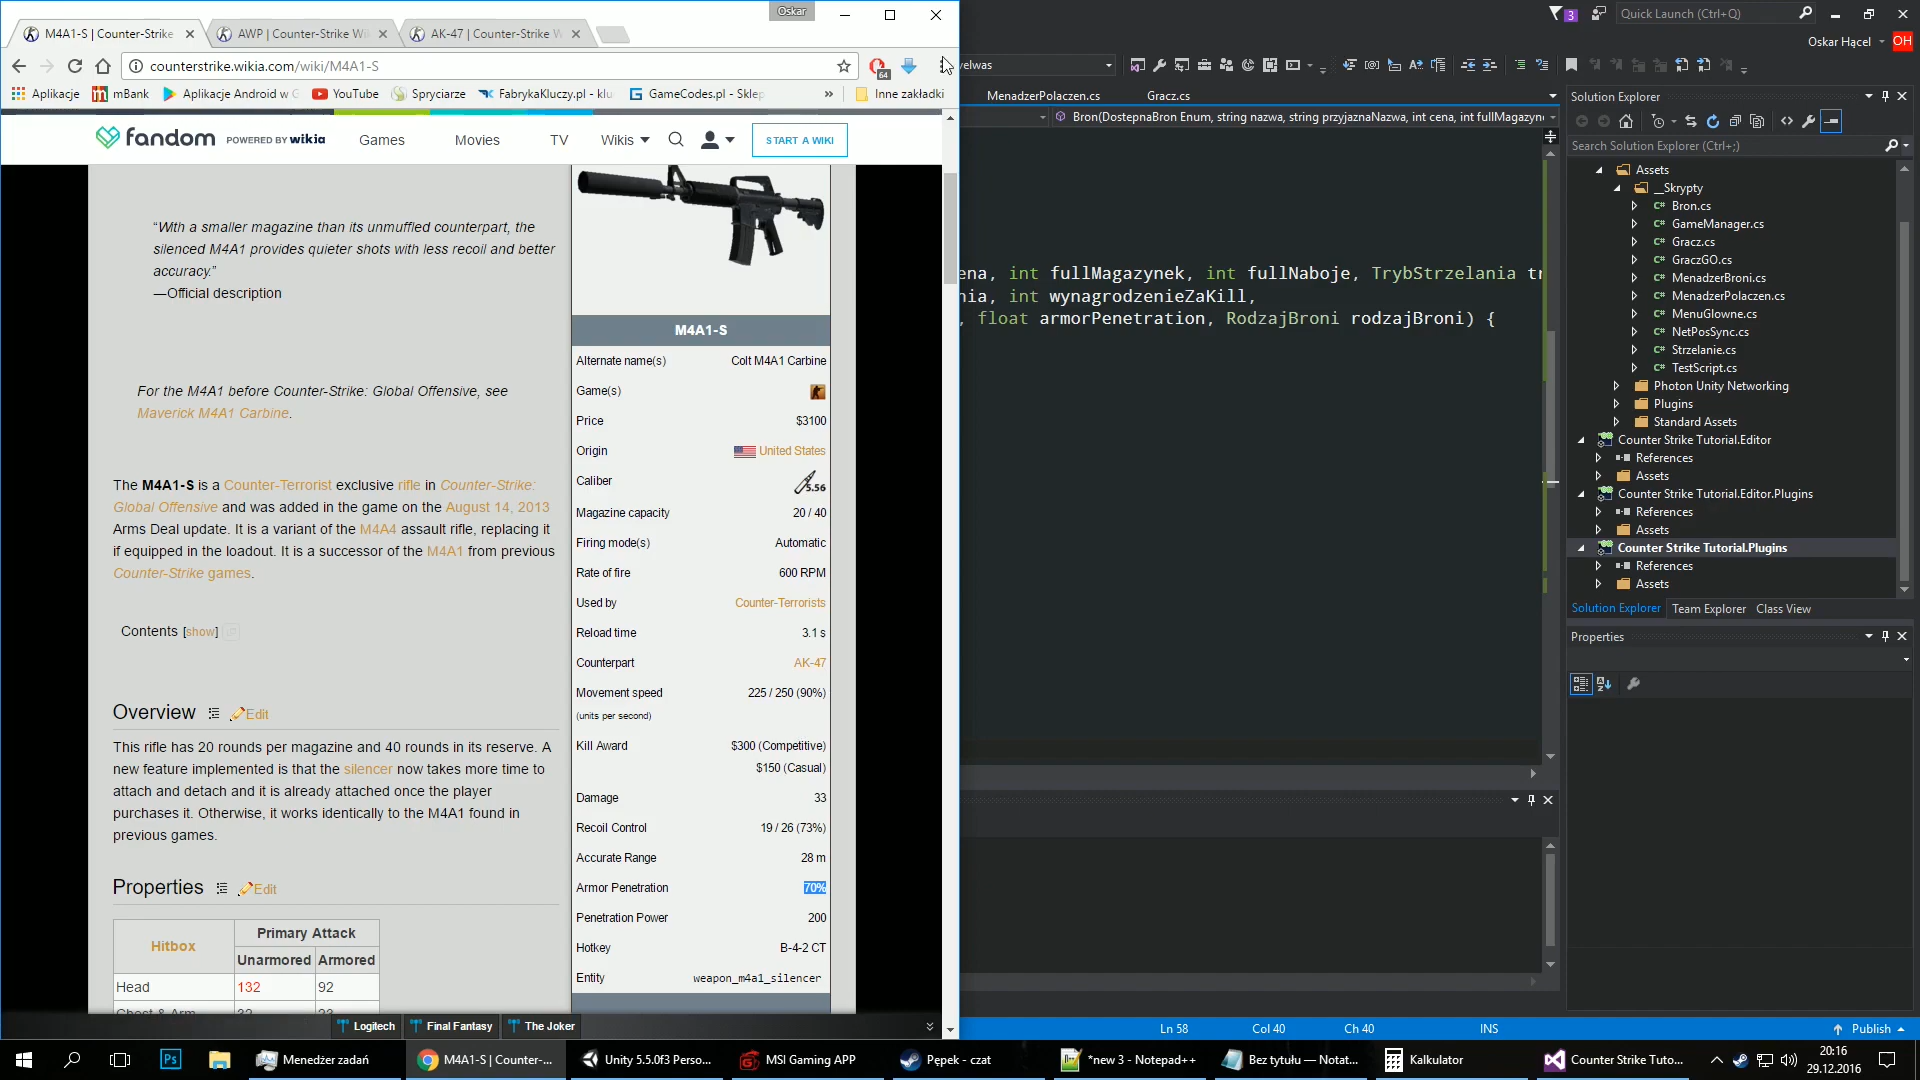 Oskar
M4A1-S | Counter-Strike
AWP | Counter-Strike Wiki
AK-47 | Counter-Strike W
counterstrike.wikia.com/wiki/M4A1-S
64
Aplikacje
mBank
Aplikacje Android w G
YouTube
Spryciarze
FabrykaKluczy.pl - klu
GameCodes.pl - Sklep
»
Inne zakładki
fandom
POWERED BY wikia
Games
Movies
TV
Wikis
START A WIKI
“With a smaller magazine than its unmuffled counterpart, the
silenced M4A1 provides quieter shots with less recoil and better
accuracy.”
—Official description
For the M4A1 before Counter-Strike: Global Offensive, see
Maverick M4A1 Carbine.
The M4A1-S is a Counter-Terrorist exclusive rifle in Counter-Strike:
Global Offensive and was added in the game on the August 14, 2013
Arms Deal update. It is a variant of the M4A4 assault rifle, replacing it
if equipped in the loadout. It is a successor of the M4A1 from previous
Counter-Strike games.
Contents [show]
Overview
Edit
This rifle has 20 rounds per magazine and 40 rounds in its reserve. A
new feature implemented is that the silencer now takes more time to
attach and detach and it is already attached once the player
purchases it. Otherwise, it works identically to the M4A1 found in
previous games.
Properties
Edit
Hitbox
Primary Attack
Unarmored
Armored
Head
132
92
Chest & Arm
M4A1-S
Alternate name(s)
Colt M4A1 Carbine
Game(s)
Price
$3100
Origin
United States
Caliber
5.56
Magazine capacity
20 / 40
Firing mode(s)
Automatic
Rate of fire
600 RPM
Used by
Counter-Terrorists
Reload time
3.1 s
Counterpart
AK-47
Movement speed
225 / 250 (90%)
(units per second)
Kill Award
$300 (Competitive)
$150 (Casual)
Damage
33
Recoil Control
19 / 26 (73%)
Accurate Range
28 m
Armor Penetration
70%
Penetration Power
200
Hotkey
B-4-2 CT
Entity
weapon_m4a1_silencer
Logitech
Final Fantasy
The Joker
3
Quick Launch (Ctrl+Q)
Oskar Hącel
OH
velwas
MenadzerPolaczen.cs
Gracz.cs
Bron(DostepnaBron Enum, string nazwa, string przyjaznaNazwa, int cena, int fullMagazyn
ena, int fullMagazynek, int fullNaboje, TrybStrzelania tr
nia, int wynagrodzenieZaKill,
, float armorPenetration, RodzajBroni rodzajBroni) {
Solution Explorer
Search Solution Explorer (Ctrl+;)
Assets
__Skrypty
C# Bron.cs
C# GameManager.cs
C# Gracz.cs
C# GraczGO.cs
C# MenadzerBroni.cs
C# MenadzerPolaczen.cs
C# MenuGlowne.cs
C# NetPosSync.cs
C# Strzelanie.cs
C# TestScript.cs
Photon Unity Networking
Plugins
Standard Assets
Counter Strike Tutorial.Editor
References
Assets
Counter Strike Tutorial.Editor.Plugins
References
Assets
Counter Strike Tutorial.Plugins
References
Assets
Solution Explorer
Team Explorer
Class View
Properties
Ln 58
Col 40
Ch 40
INS
Publish
Ps
Menedżer zadań
M4A1-S | Counter-...
Unity 5.5.0f3 Perso...
MSI Gaming APP
Pępek - czat
*new 3 - Notepad++
Bez tytułu — Notat...
Kalkulator
Counter Strike Tuto...
20:16
29.12.2016